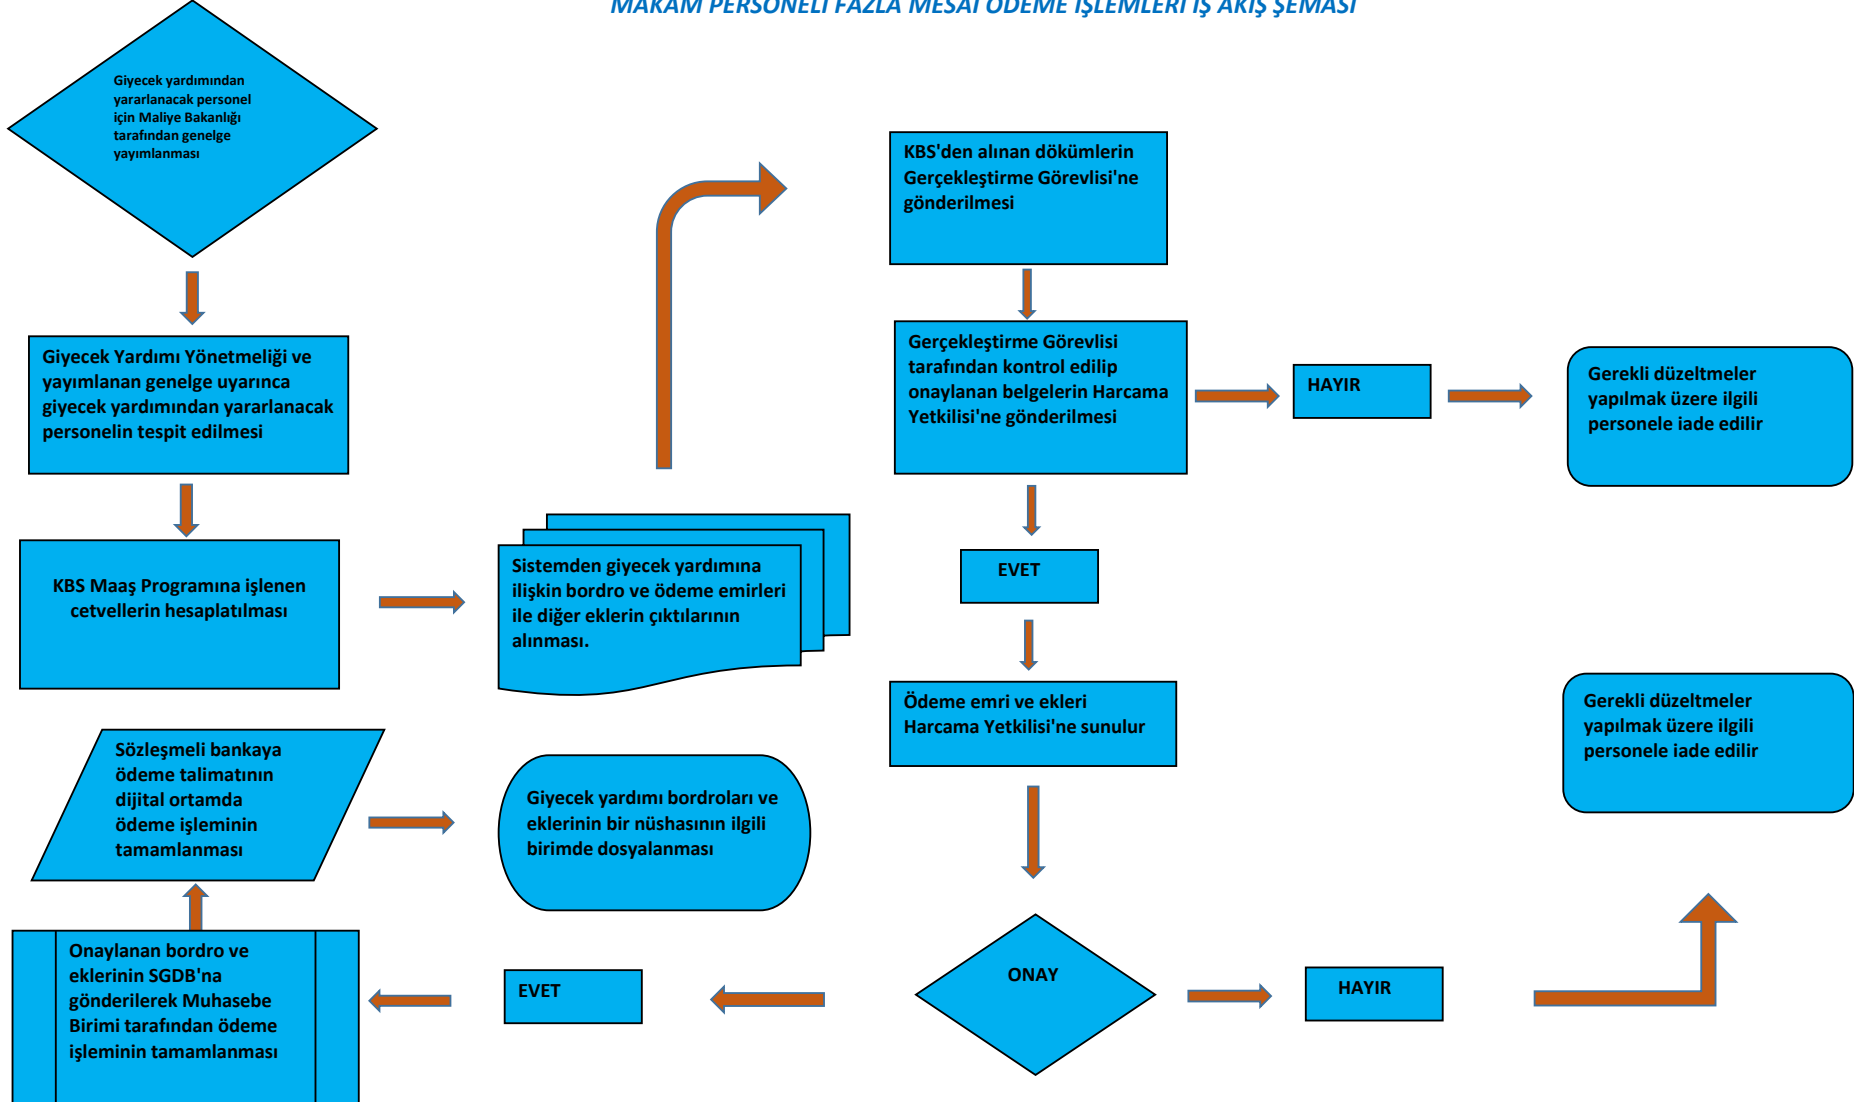 MAKAM PERSONELİ FAZLA MESAİ ÖDEME İŞLEMLERİ İŞ AKIŞ ŞEMASI
Giyecek yardımından
yararlanacak personel
için Maliye Bakanlığı
tarafından genelge
yayımlanması
Giyecek Yardımı Yönetmeliği ve
yayımlanan genelge uyarınca
giyecek yardımından yararlanacak
personelin tespit edilmesi
KBS Maaş Programına işlenen
cetvellerin hesaplatılması
Sistemden giyecek yardımına
ilişkin bordro ve ödeme emirleri
ile diğer eklerin çıktılarının
alınması.
KBS'den alınan dökümlerin
Gerçekleştirme Görevlisi'ne
gönderilmesi
Gerçekleştirme Görevlisi
tarafından kontrol edilip
onaylanan belgelerin Harcama
Yetkilisi'ne gönderilmesi
HAYIR
Gerekli düzeltmeler
yapılmak üzere ilgili
personele iade edilir
EVET
Ödeme emri ve ekleri
Harcama Yetkilisi'ne sunulur
ONAY
HAYIR
Gerekli düzeltmeler
yapılmak üzere ilgili
personele iade edilir
EVET
Onaylanan bordro ve
eklerinin SGDB'na
gönderilerek Muhasebe
Birimi tarafından ödeme
işleminin tamamlanması
Sözleşmeli bankaya
ödeme talimatının
dijital ortamda
ödeme işleminin
tamamlanması
Giyecek yardımı bordroları ve
eklerinin bir nüshasının ilgili
birimde dosyalanması